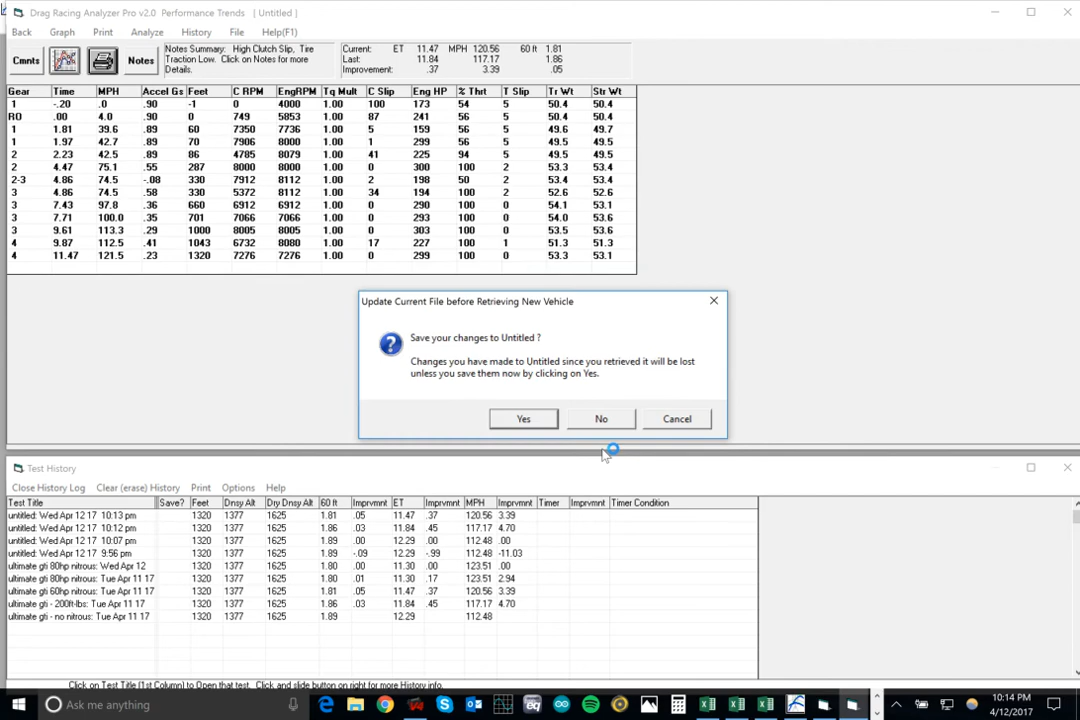 Drag Racing Analyzer Pro v2.0 Performance Trends [ Untitled ]
Back Graph Print Analyze History File Help(F1)
Cmnts Notes
Notes Summary: High Clutch Slip, Tire
Traction Low. Click on Notes for more
Details.
Current: ET 11.47 MPH 120.56 60 ft 1.81
Last: 11.84 117.17 1.86
Improvement: .37 3.39 .05
Gear Time MPH Accel Gs Feet C RPM EngRPM Tq Mult C Slip Eng HP % Thrt T Slip Tr Wt Str Wt
1 -.20 .0 .90 -1 0 4000 1.00 100 173 54 5 50.4 50.4
RO .00 4.0 .90 0 749 5853 1.00 87 241 56 5 50.4 50.4
1 1.81 39.6 .89 60 7350 7736 1.00 5 159 56 5 49.6 49.7
1 1.97 42.7 .89 70 7906 8000 1.00 1 299 56 5 49.5 49.5
2 2.23 42.5 .89 86 4785 8079 1.00 41 225 94 5 49.5 49.5
2 4.47 75.1 .55 287 8000 8000 1.00 0 300 100 2 53.3 53.4
2-3 4.86 74.5 -.08 330 7912 8112 1.00 2 198 50 2 53.4 53.4
3 4.86 74.5 .58 330 5372 8112 1.00 34 194 100 2 52.6 52.6
3 7.43 97.8 .36 660 6912 6912 1.00 0 290 100 0 54.1 53.1
3 7.71 100.0 .35 701 7066 7066 1.00 0 293 100 0 54.0 53.6
3 9.61 113.3 .29 1000 8005 8005 1.00 0 303 100 0 53.5 53.6
4 9.87 112.5 .41 1043 6732 8080 1.00 17 227 100 1 51.3 51.3
4 11.47 121.5 .23 1320 7276 7276 1.00 0 299 100 0 53.3 53.1
Update Current File before Retrieving New Vehicle
Save your changes to Untitled ?
Changes you have made to Untitled since you retrieved it will be lost
unless you save them now by clicking on Yes.
Yes No Cancel
Test History
Close History Log Clear (erase) History Print Options Help
Test Title Save? Feet Dnsy Alt Dry Dnsy Alt 60 ft Imprvmnt ET Imprvmnt MPH Imprvmnt Timer Imprvmnt Timer Condition
untitled: Wed Apr 12 17 10:13 pm 1320 1377 1625 1.81 .05 11.47 .37 120.56 3.39
untitled: Wed Apr 12 17 10:12 pm 1320 1377 1625 1.86 .03 11.84 .45 117.17 4.70
untitled: Wed Apr 12 17 10:07 pm 1320 1377 1625 1.89 .00 12.29 .00 112.48 .00
untitled: Wed Apr 12 17 9:56 pm 1320 1377 1625 1.89 -.09 12.29 -.99 112.48 -11.03
ultimate gti 80hp nitrous: Wed Apr 12 1320 1377 1625 1.80 .00 11.30 .00 123.51 .00
ultimate gti 80hp nitrous: Tue Apr 11 17 1320 1377 1625 1.80 .01 11.30 .17 123.51 2.94
ultimate gti 60hp nitrous: Tue Apr 11 17 1320 1377 1625 1.81 .05 11.47 .37 120.56 3.39
ultimate gti - 200ft-lbs: Tue Apr 11 17 1320 1377 1625 1.86 .03 11.84 .45 117.17 4.70
ultimate gti - no nitrous: Tue Apr 11 17 1320 1377 1625 1.89 12.29 112.48
Click on Test Title (1st Column) to Open that test. Click and slide button on right for more History info.
Ask me anything
10:14 PM
4/12/2017